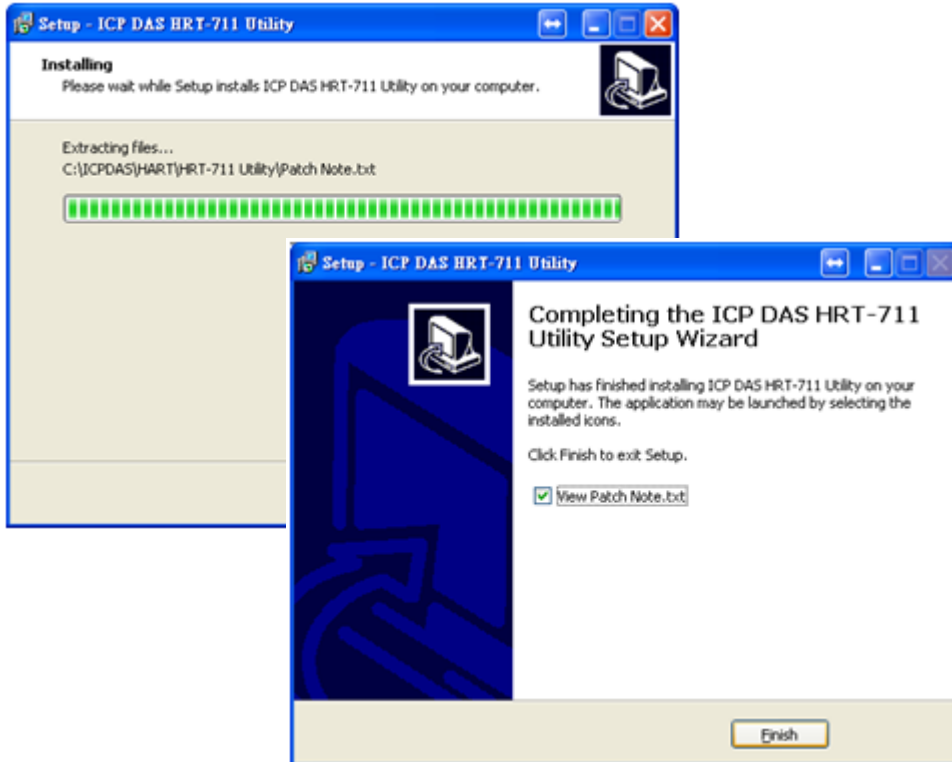 Setup - ICP DAS HRT-711 Utility
Installing
Please wait while Setup installs ICP DAS HRT-711 Utility on your computer.
Extracting files...
C:\ICPDAS\HART\HRT-711 Utility\Patch Note.txt
Setup - ICP DAS HRT-711 Utility
Completing the ICP DAS HRT-711
Utility Setup Wizard
Setup has finished installing ICP DAS HRT-711 Utility on your
computer. The application may be launched by selecting the
installed icons.
Click Finish to exit Setup.
View Patch Note.txt
Finish